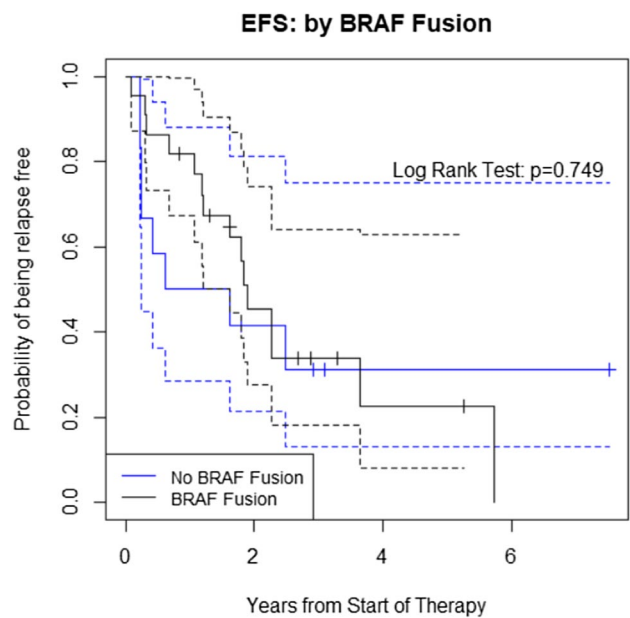 EFS: by BRAF Fusion
Probability of being relapse free
1.0
0.8
0.6
0.4
0.2
0.0
Log Rank Test: p=0.749
No BRAF Fusion
BRAF Fusion
0 2 4 6
Years from Start of Therapy